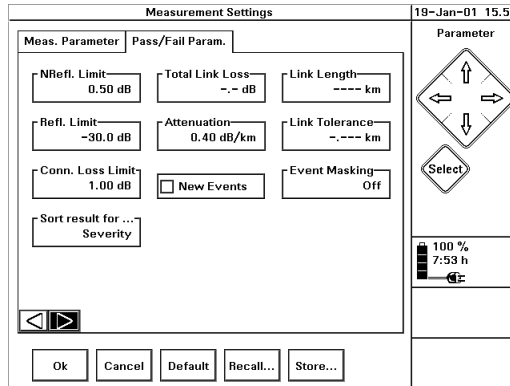 Measurement Settings
19-Jan-01 15.5
Meas. Parameter
Pass/Fail Param.
Parameter
NRefl. Limit
0.50 dB
Total Link Loss
-.- dB
Link Length
---- km
Refl. Limit
-30.0 dB
Attenuation
0.40 dB/km
Link Tolerance
-.--- km
Conn. Loss Limit
1.00 dB
New Events
Event Masking
Off
Select
Sort result for ...
Severity
100 %
7:53 h
Ok
Cancel
Default
Recall...
Store...